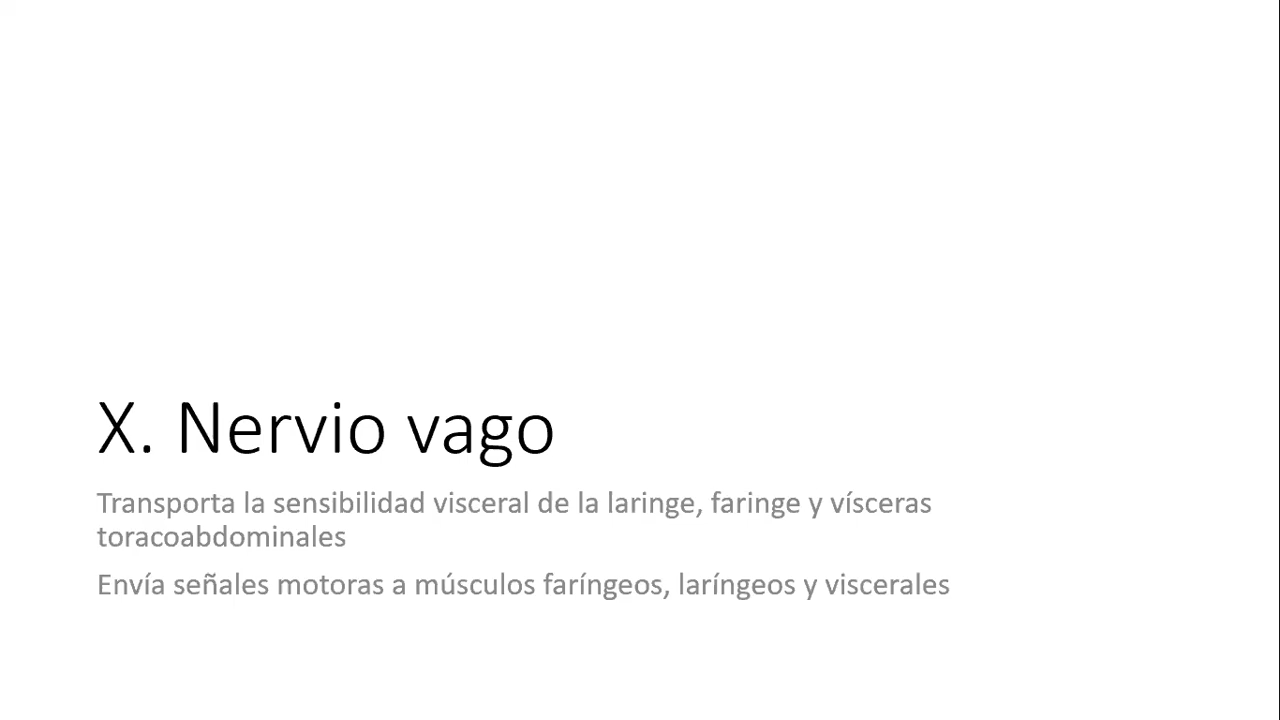 X. Nervio vago
Transporta la sensibilidad visceral de la laringe, faringe y vísceras
toracoabdominales
Envía señales motoras a músculos faríngeos, laríngeos y viscerales